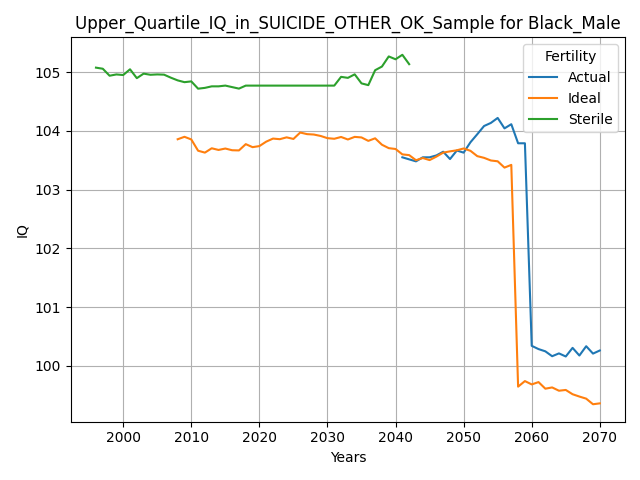 Upper_Quartile_IQ_in_SUICIDE_OTHER_OK_Sample for Black_Male
Fertility
Actual
Ideal
Sterile
105
104
103
102
101
100
IQ
2000 2010 2020 2030 2040 2050 2060 2070
Years